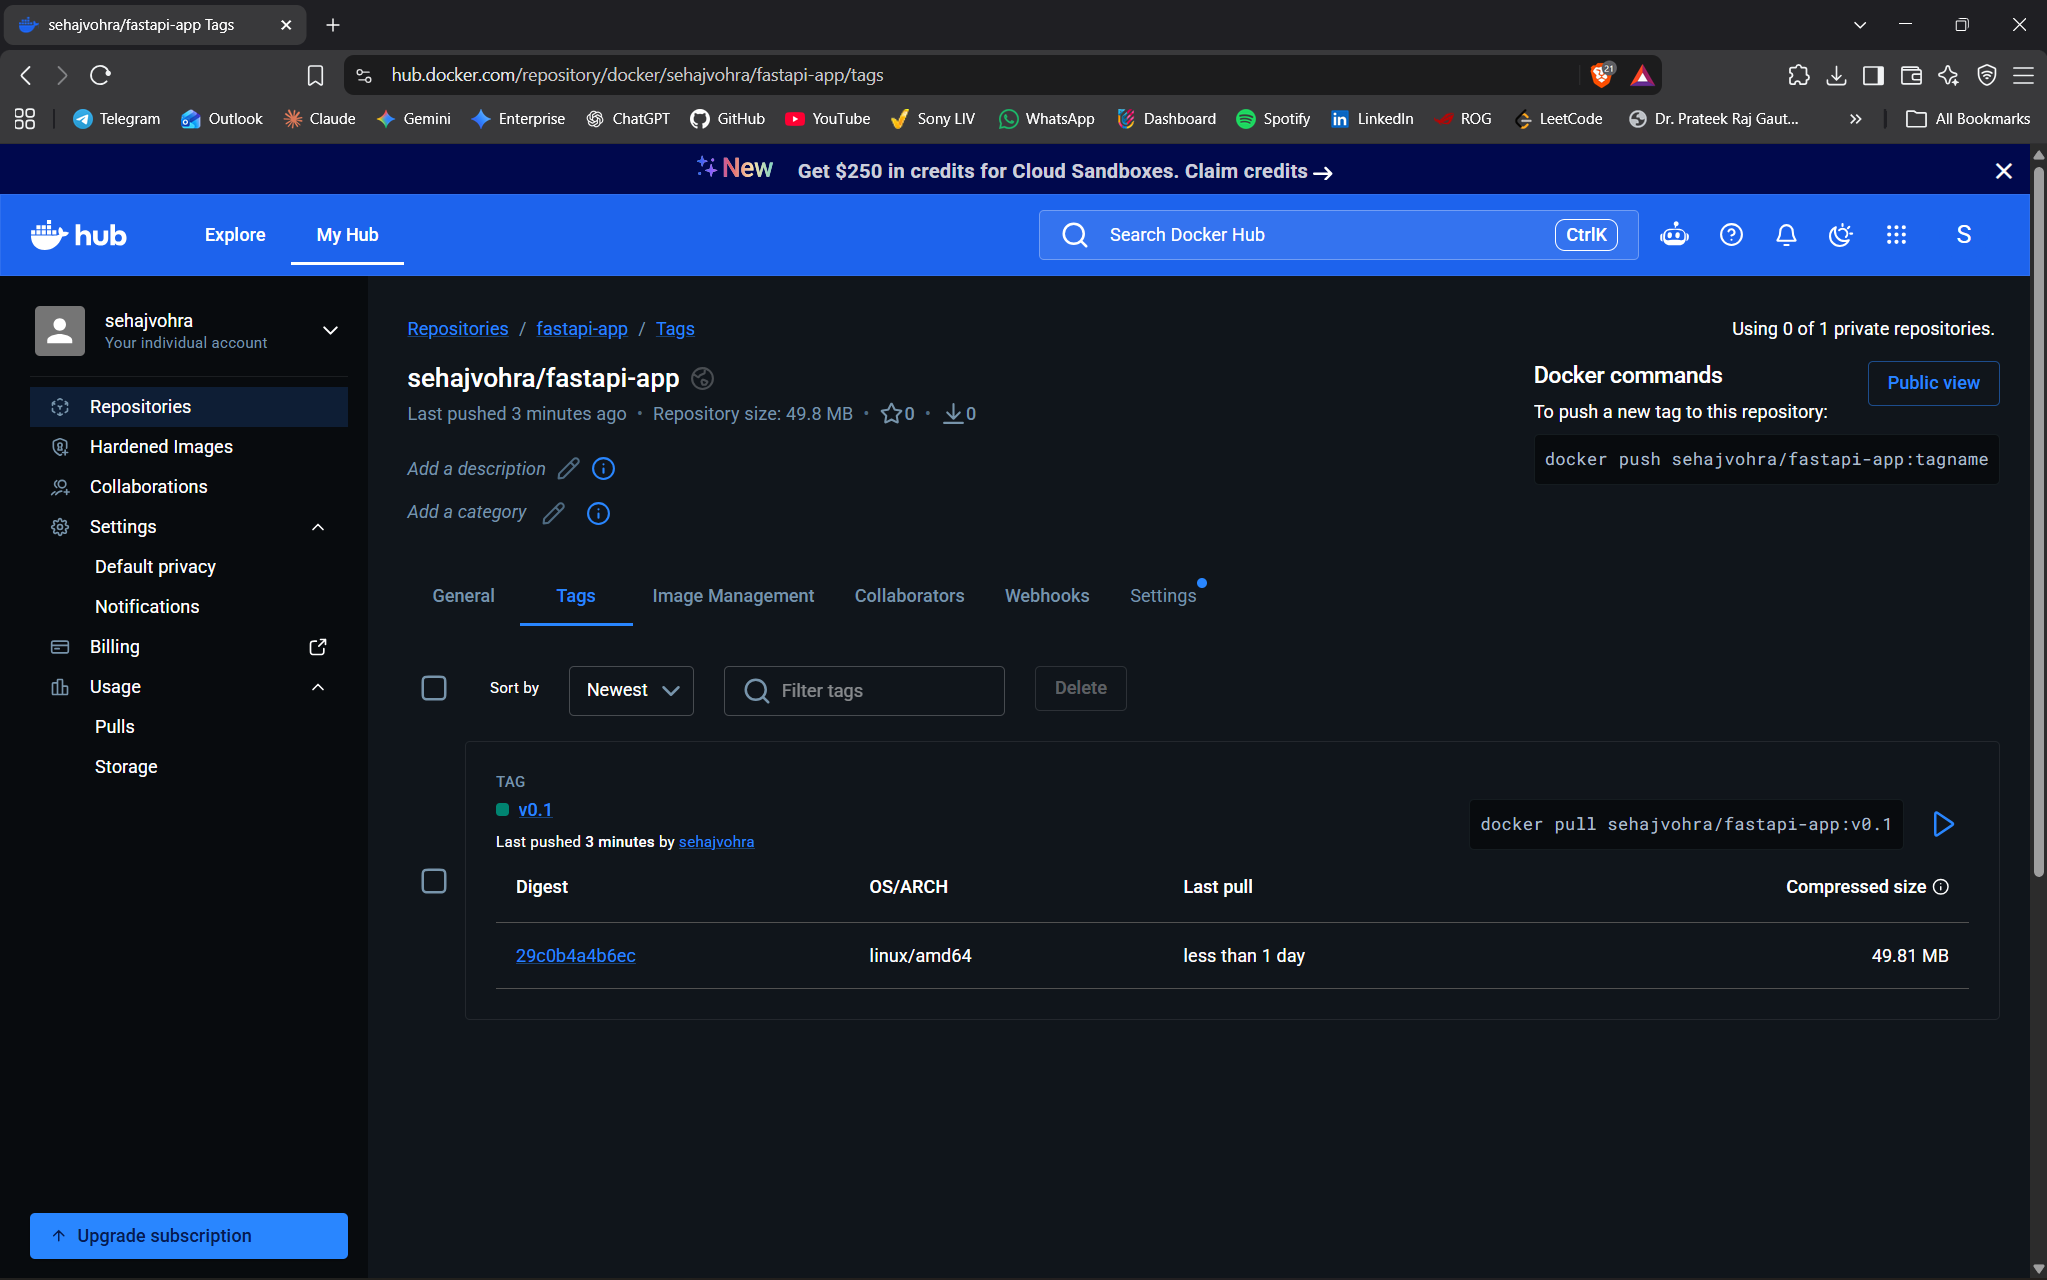 sehajvohra/fastapi-app Tags
hub.docker.com/repository/docker/sehajvohra/fastapi-app/tags
21
Telegram Outlook Claude Gemini Enterprise ChatGPT GitHub YouTube Sony LIV WhatsApp Dashboard Spotify LinkedIn ROG LeetCode Dr. Prateek Raj Gaut... » All Bookmarks
New Get $250 in credits for Cloud Sandboxes. Claim credits →
hub Explore My Hub Search Docker Hub CtrlK S
sehajvohra
Your individual account
Repositories
Hardened Images
Collaborations
Settings
Default privacy
Notifications
Billing
Usage
Pulls
Storage
Upgrade subscription
Repositories / fastapi-app / Tags
Using 0 of 1 private repositories.
sehajvohra/fastapi-app
Last pushed 3 minutes ago • Repository size: 49.8 MB • 0 • 0
Add a description
Add a category
Docker commands
Public view
To push a new tag to this repository:
docker push sehajvohra/fastapi-app:tagname
General Tags Image Management Collaborators Webhooks Settings
Sort by Newest Filter tags Delete
TAG
v0.1
Last pushed 3 minutes by sehajvohra
docker pull sehajvohra/fastapi-app:v0.1
Digest OS/ARCH Last pull Compressed size
29c0b4a4b6ec linux/amd64 less than 1 day 49.81 MB